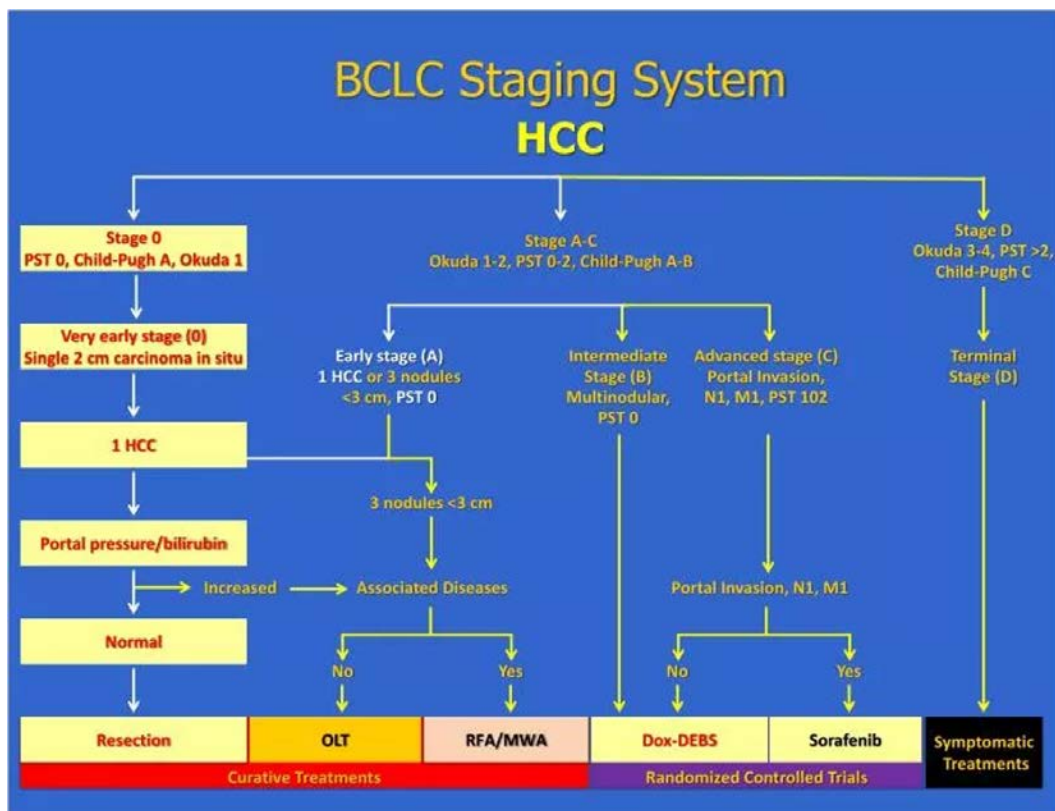 BCLC Staging System
HCC
Stage 0
PST 0, Child-Pugh A, Okuda 1
Stage A-C
Okuda 1-2, PST 0-2, Child-Pugh A-B
Stage D
Okuda 3-4, PST >2,
Child-Pugh C
Very early stage (0)
Single 2 cm carcinoma in situ
Early stage (A)
1 HCC or 3 nodules
<3 cm, PST 0
Intermediate
Stage (B)
Multinodular,
PST 0
Advanced stage (C)
Portal Invasion,
N1, M1, PST 102
Terminal
Stage (D)
1 HCC
3 nodules <3 cm
Portal pressure/bilirubin
Increased
Associated Diseases
Portal Invasion, N1, M1
Normal
No
Yes
No
Yes
Resection
OLT
RFA/MWA
Dox-DEBS
Sorafenib
Symptomatic
Treatments
Curative Treatments
Randomized Controlled Trials